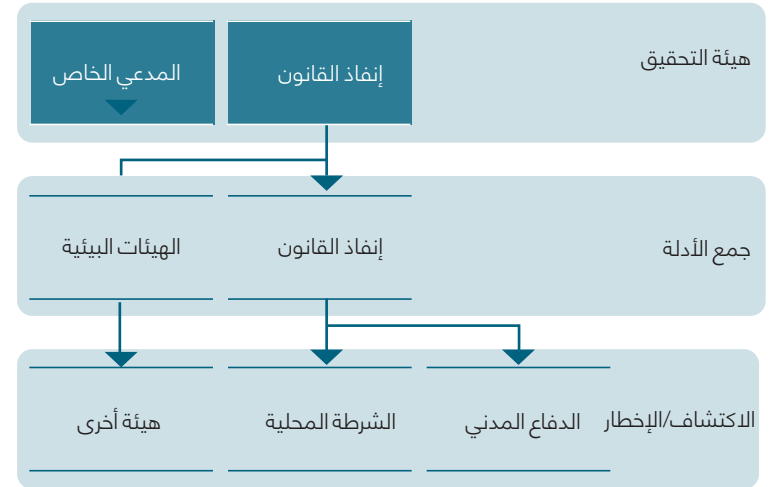 هيئة التحقيق
إنفاذ القانون
المدعي الخاص
جمع الأدلة
إنفاذ القانون
الهيئات البيئية
الاكتشاف/الإخطار
الدفاع المدني
الشرطة المحلية
هيئة أخرى